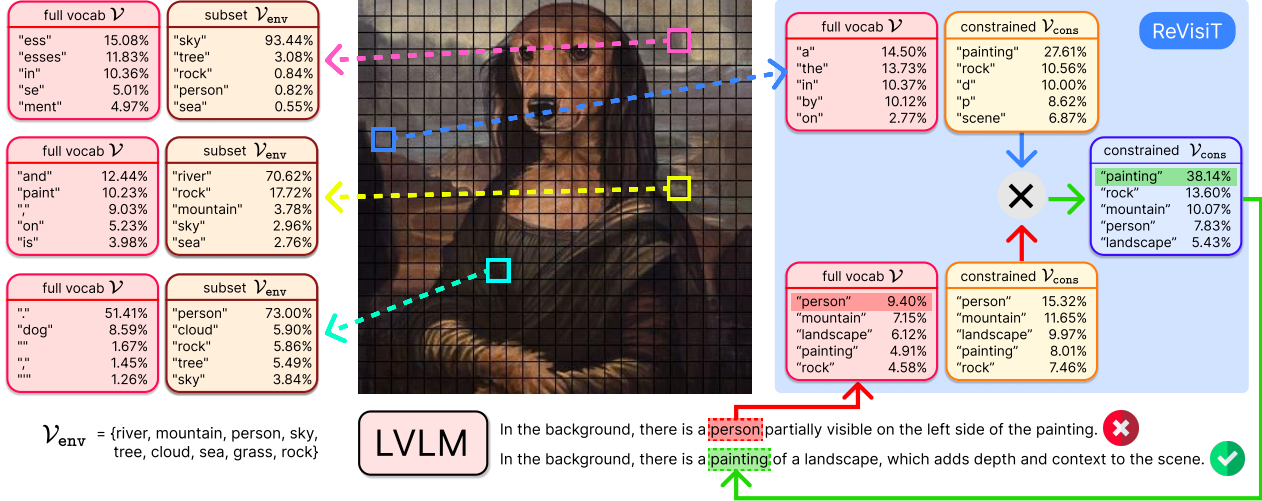 full vocab 𝒱
"ess" 15.08%
"esses" 11.83%
"in" 10.36%
"se" 5.01%
"ment" 4.97%
subset 𝒱env
"sky" 93.44%
"tree" 3.08%
"rock" 0.84%
"person" 0.82%
"sea" 0.55%
full vocab 𝒱
"and" 12.44%
"paint" 10.23%
"," 9.03%
"on" 5.23%
"is" 3.98%
subset 𝒱env
"river" 70.62%
"rock" 17.72%
"mountain" 3.78%
"sky" 2.96%
"sea" 2.76%
full vocab 𝒱
"." 51.41%
"dog" 8.59%
"" 1.67%
"," 1.45%
"'" 1.26%
subset 𝒱env
"person" 73.00%
"cloud" 5.90%
"rock" 5.86%
"tree" 5.49%
"sky" 3.84%
𝒱env = {river, mountain, person, sky,
tree, cloud, sea, grass, rock}
ReVisiT
full vocab 𝒱
"a" 14.50%
"the" 13.73%
"in" 10.37%
"by" 10.12%
"on" 2.77%
constrained 𝒱cons
"painting" 27.61%
"rock" 10.56%
"d" 10.00%
"p" 8.62%
"scene" 6.87%
constrained 𝒱cons
“painting” 38.14%
“rock” 13.60%
“mountain” 10.07%
“person” 7.83%
“landscape” 5.43%
full vocab 𝒱
“person” 9.40%
“mountain” 7.15%
“landscape” 6.12%
“painting” 4.91%
“rock” 4.58%
constrained 𝒱cons
“person” 15.32%
“mountain” 11.65%
“landscape” 9.97%
“painting” 8.01%
“rock” 7.46%
LVLM
In the background, there is a person partially visible on the left side of the painting.
In the background, there is a painting of a landscape, which adds depth and context to the scene.